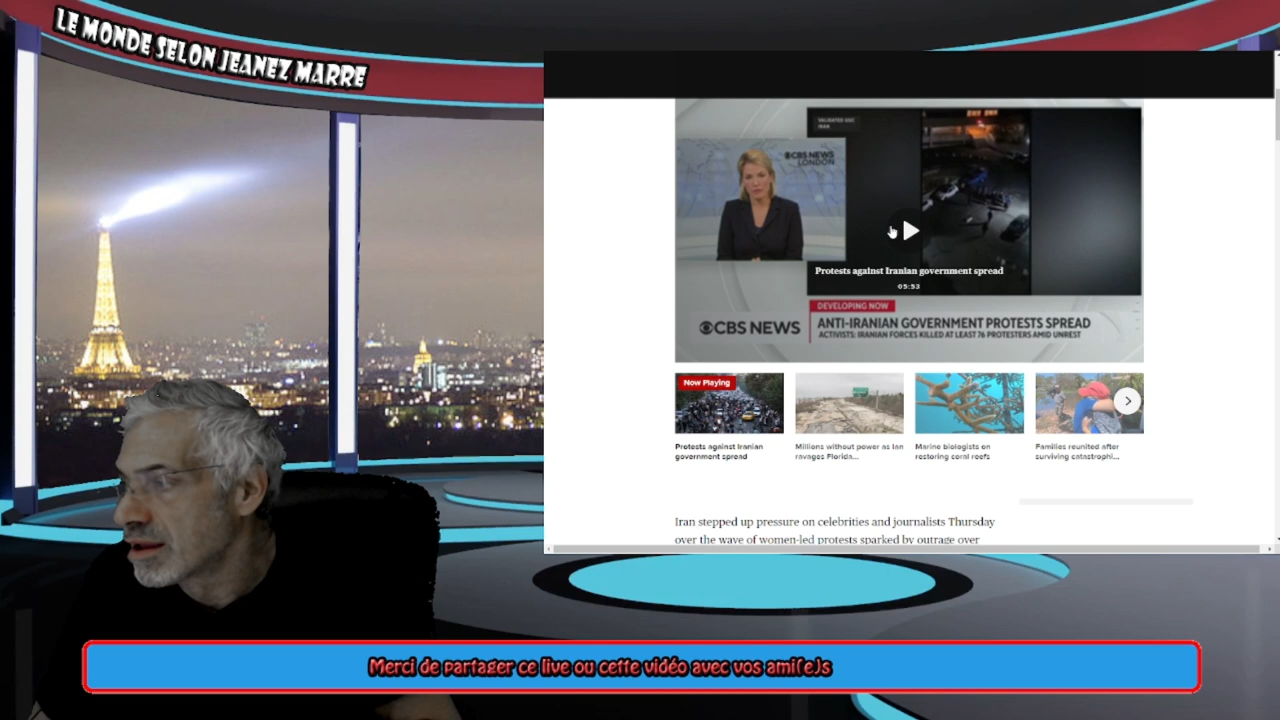 LE MONDE SELON JEANEZ MARRE
VALIDATED UGC
IRAN
CBS NEWS
LONDON
Protests against Iranian government spread
05:53
DEVELOPING NOW
CBS NEWS
ANTI-IRANIAN GOVERNMENT PROTESTS SPREAD
ACTIVISTS: IRANIAN FORCES KILLED AT LEAST 76 PROTESTERS AMID UNREST
Now Playing
Protests against Iranian
government spread
Millions without power as Ian
ravages Florida...
Marine biologists on
restoring coral reefs
Families reunited after
surviving catastrophi...
Iran stepped up pressure on celebrities and journalists Thursday
over the wave of women-led protests sparked by outrage over
Merci de partager ce live ou cette vidéo avec vos ami(e)s